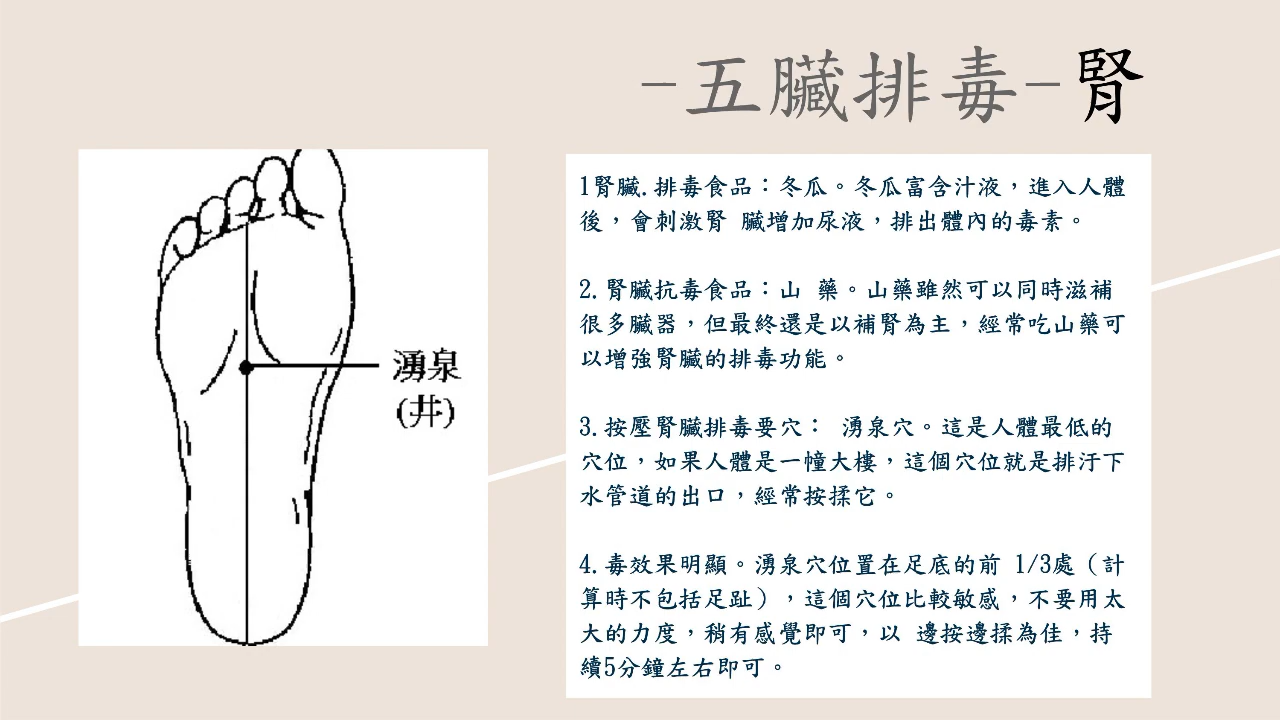 -五臟排毒-腎
湧泉
(井)
1腎臟.排毒食品：冬瓜。冬瓜富含汁液，進入人體
後，會刺激腎 臟增加尿液，排出體內的毒素。
2.腎臟抗毒食品：山 藥。山藥雖然可以同時滋補
很多臟器，但最終還是以補腎為主，經常吃山藥可
以增強腎臟的排毒功能。
3.按壓腎臟排毒要穴： 湧泉穴。這是人體最低的
穴位，如果人體是一幢大樓，這個穴位就是排汙下
水管道的出口，經常按揉它。
4.毒效果明顯。湧泉穴位置在足底的前 1/3處（計
算時不包括足趾），這個穴位比較敏感，不要用太
大的力度，稍有感覺即可，以 邊按邊揉為佳，持
續5分鐘左右即可。